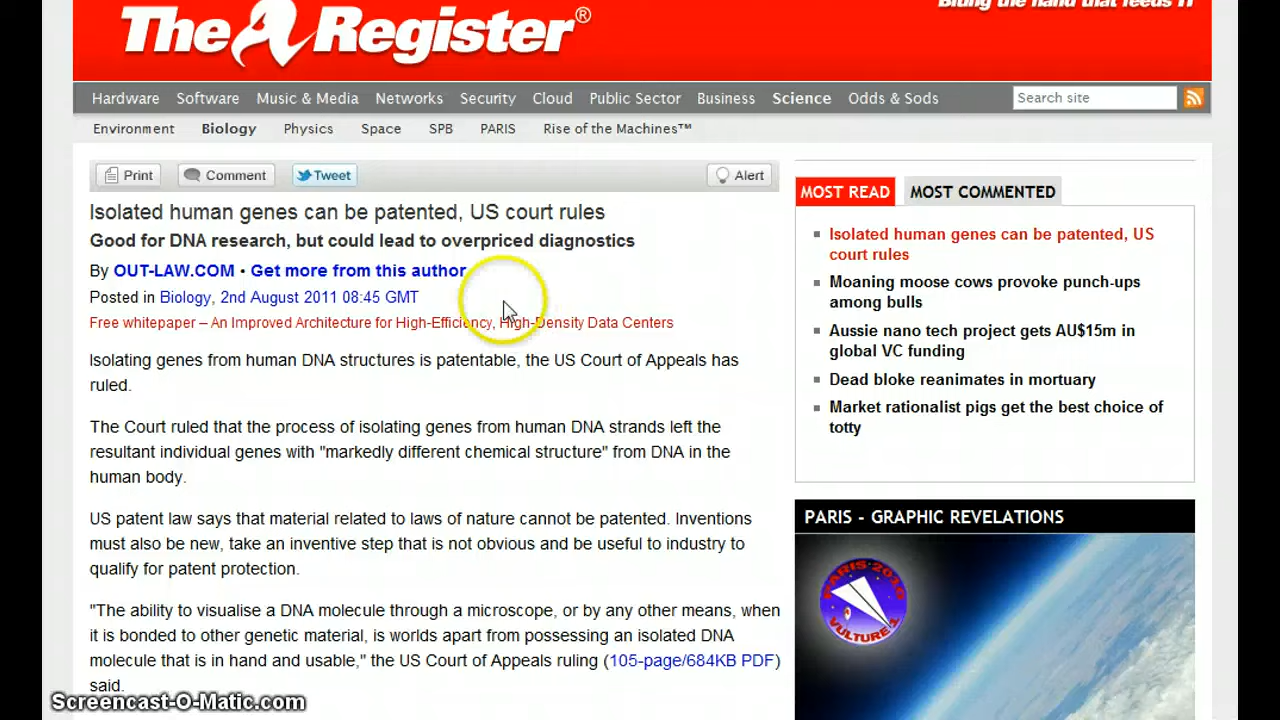 Biting the hand that feeds IT
The Register®
Hardware Software Music & Media Networks Security Cloud Public Sector Business Science Odds & Sods Search site
Environment Biology Physics Space SPB PARIS Rise of the Machines™
Print Comment Tweet Alert
Isolated human genes can be patented, US court rules
Good for DNA research, but could lead to overpriced diagnostics
By OUT-LAW.COM • Get more from this author
Posted in Biology, 2nd August 2011 08:45 GMT
Free whitepaper – An Improved Architecture for High-Efficiency, High-Density Data Centers
Isolating genes from human DNA structures is patentable, the US Court of Appeals has
ruled.
The Court ruled that the process of isolating genes from human DNA strands left the
resultant individual genes with "markedly different chemical structure" from DNA in the
human body.
US patent law says that material related to laws of nature cannot be patented. Inventions
must also be new, take an inventive step that is not obvious and be useful to industry to
qualify for patent protection.
"The ability to visualise a DNA molecule through a microscope, or by any other means, when
it is bonded to other genetic material, is worlds apart from possessing an isolated DNA
molecule that is in hand and usable," the US Court of Appeals ruling (105-page/684KB PDF)
said.
MOST READ MOST COMMENTED
Isolated human genes can be patented, US
court rules
Moaning moose cows provoke punch-ups
among bulls
Aussie nano tech project gets AU$15m in
global VC funding
Dead bloke reanimates in mortuary
Market rationalist pigs get the best choice of
totty
PARIS - GRAPHIC REVELATIONS
PARIS 2010
VULTURE 1
Screencast-O-Matic.com